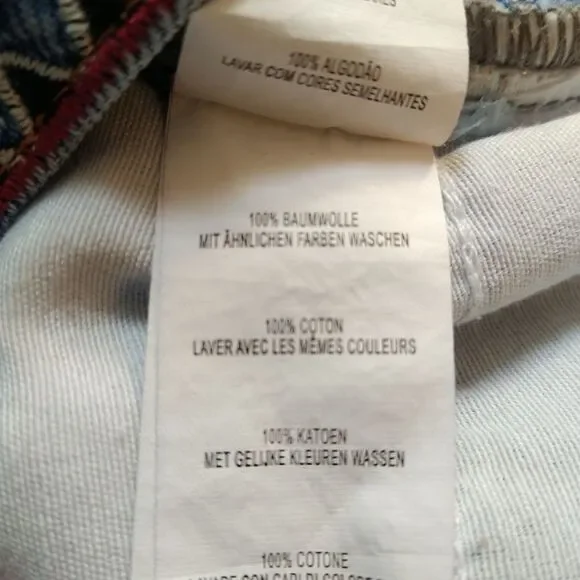 100% ALGODÃO
LAVAR COM CORES SEMELHANTES
100% BAUMWOLLE
MIT ÄHNLICHEN FARBEN WASCHEN
100% COTON
LAVER AVEC LES MÊMES COULEURS
100% KATOEN
MET GELIJKE KLEUREN WASSEN
100% COTONE